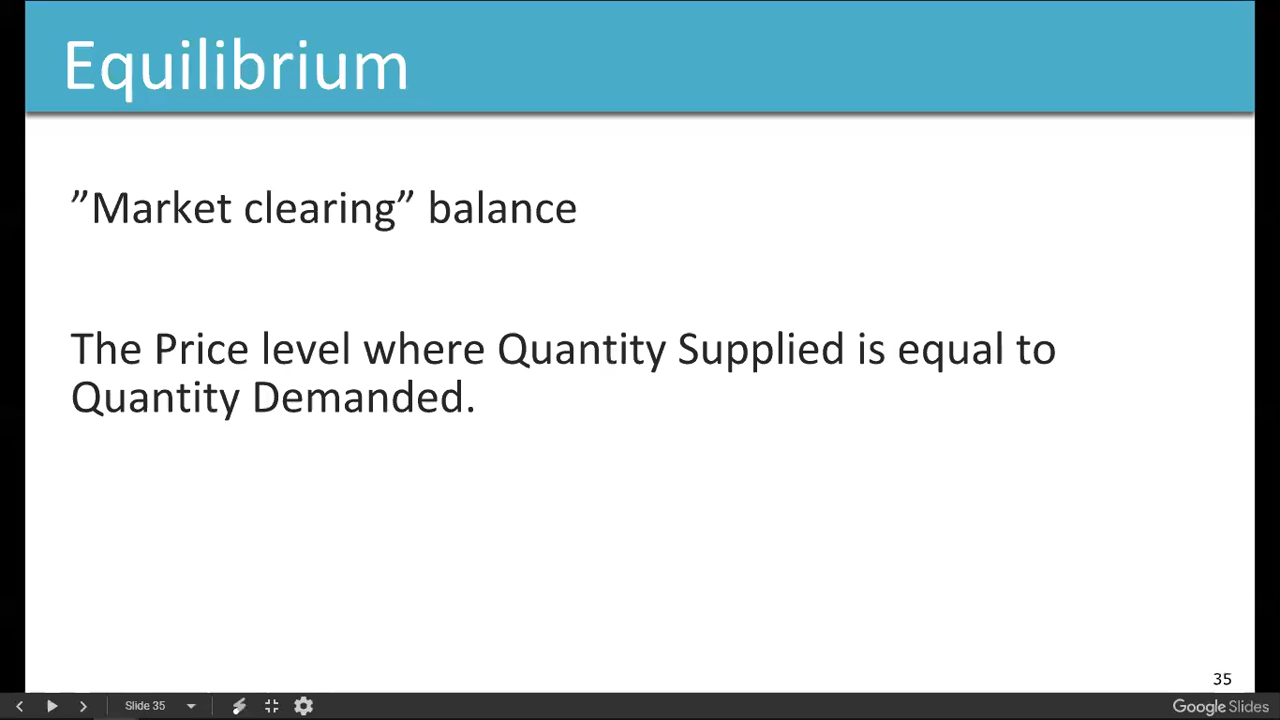 Equilibrium
”Market clearing” balance
The Price level where Quantity Supplied is equal to
Quantity Demanded.
35
Slide 35
Google Slides